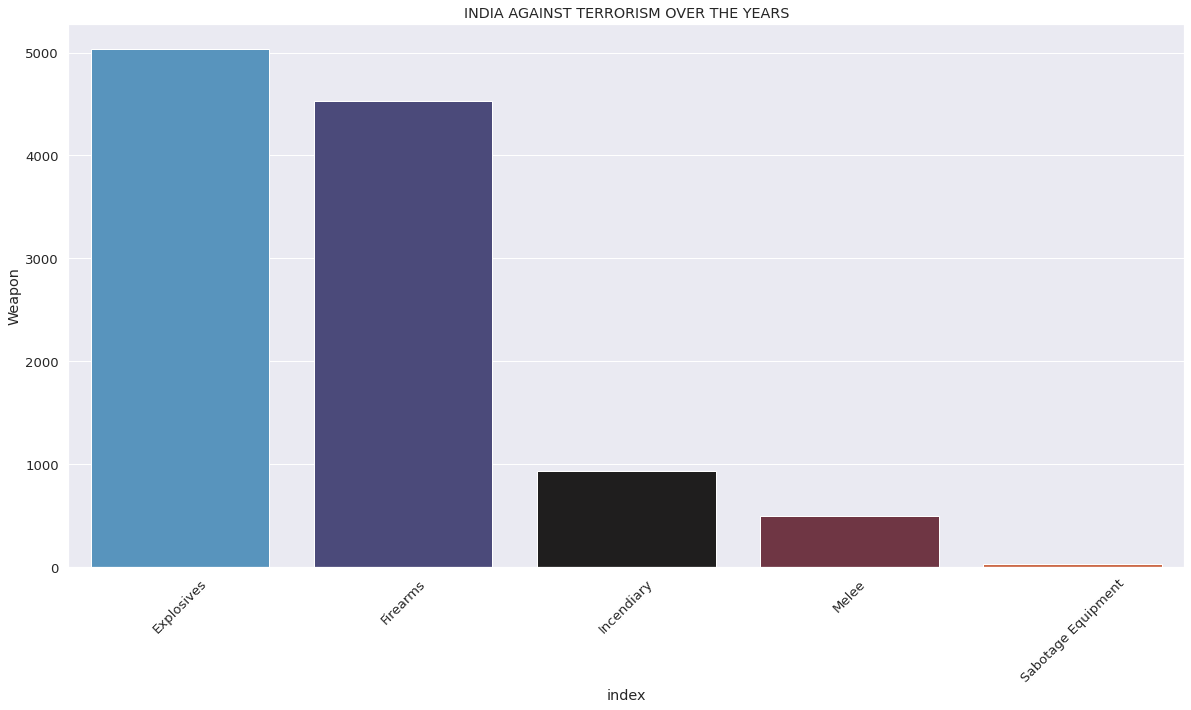 INDIA AGAINST TERRORISM OVER THE YEARS
5000
4000
3000
2000
1000
0
Weapon
Explosives
Firearms
Incendiary
Melee
Sabotage Equipment
index